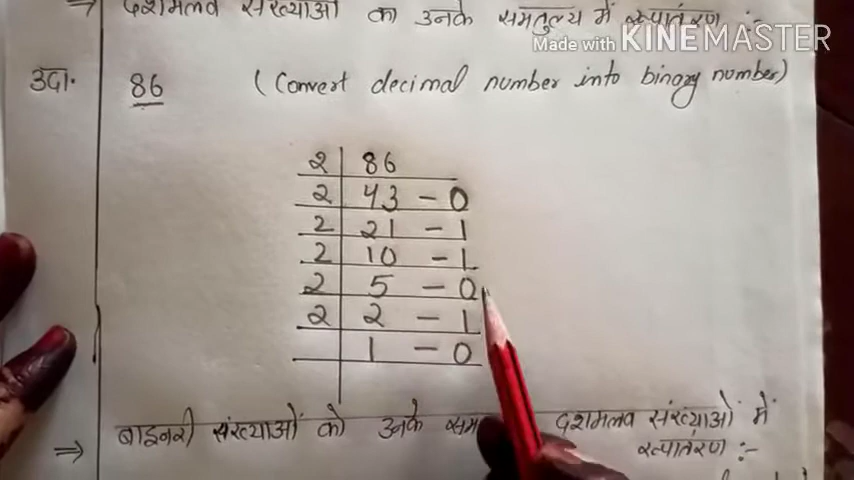 ⇒ दशमलव संख्याओं का उनके समतुल्य में रूपांतरण :-
Made with KINEMASTER
उदा. 86 (Convert decimal number into binary number)
2 | 86
2 | 43 - 0
2 | 21 - 1
2 | 10 - 1
2 | 5 - 0
2 | 2 - 1
1 - 0
⇒ बाइनरी संख्याओं को उनके सम दशमलव संख्याओं में
रूपांतरण :-